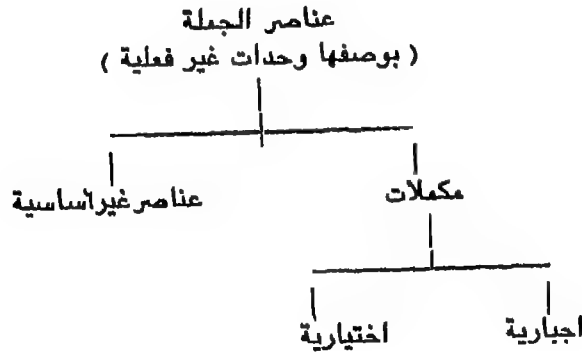 عناصر الجملة
( بوصفها وحدات غير فعلية )
مكملات
عناصر غير أساسية
اجبارية
اختيارية